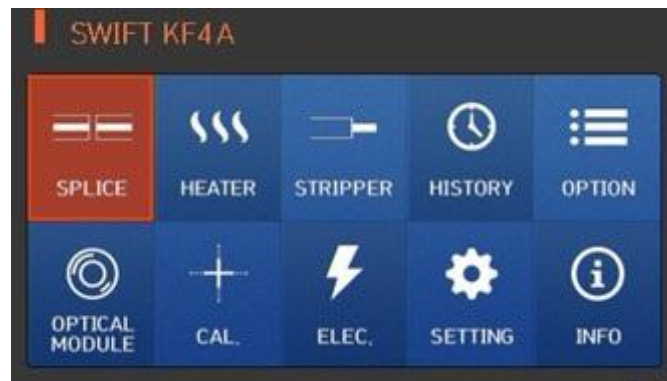 SWIFT KF4A
SPLICE
HEATER
STRIPPER
HISTORY
OPTION
OPTICAL
MODULE
CAL.
ELEC.
SETTING
INFO